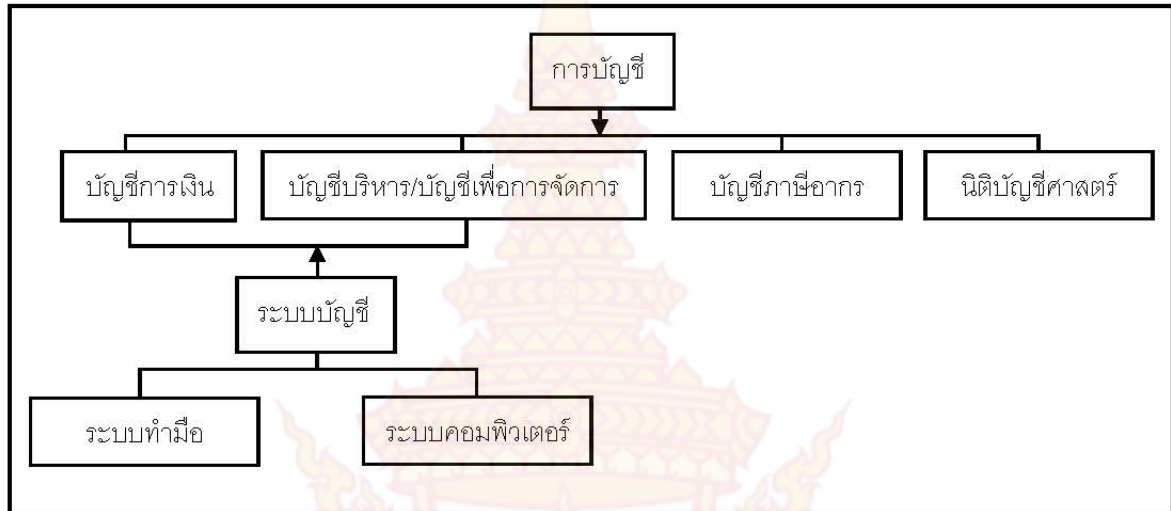 การบัญชี
บัญชีการเงิน
บัญชีบริหาร/บัญชีเพื่อการจัดการ
บัญชีภาษีอากร
นิติบัญชีศาสตร์
ระบบบัญชี
ระบบทำมือ
ระบบคอมพิวเตอร์